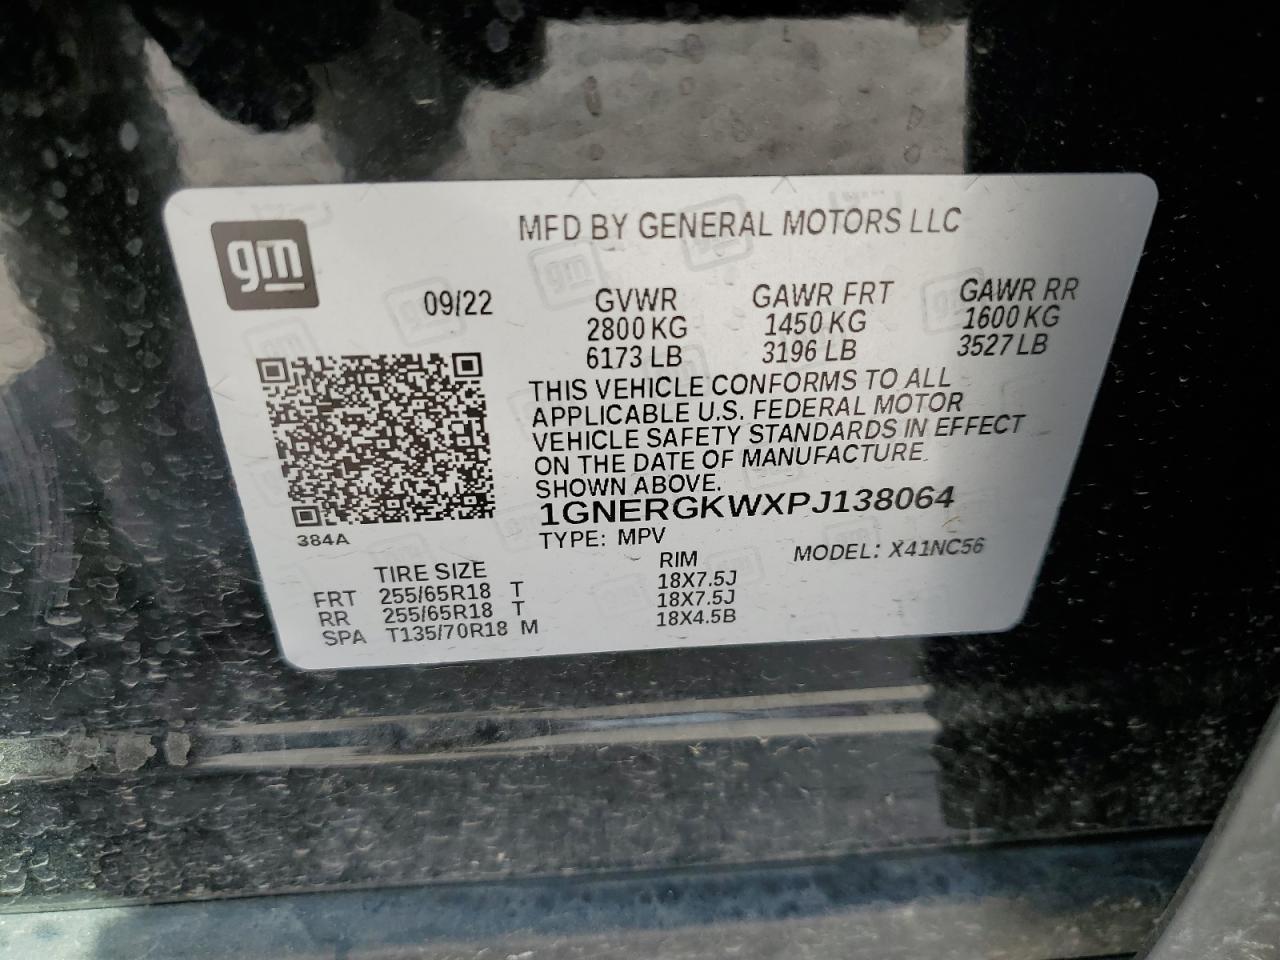 gm
MFD BY GENERAL MOTORS LLC
09/22
GVWR GAWR FRT GAWR RR
2800 KG 1450 KG 1600 KG
6173 LB 3196 LB 3527 LB
THIS VEHICLE CONFORMS TO ALL
APPLICABLE U.S. FEDERAL MOTOR
VEHICLE SAFETY STANDARDS IN EFFECT
ON THE DATE OF MANUFACTURE
SHOWN ABOVE.
1GNERGKWXPJ138064
384A
TYPE: MPV
MODEL: X41NC56
TIRE SIZE RIM
FRT 255/65R18 T 18X7.5J
RR 255/65R18 T 18X7.5J
SPA T135/70R18 M 18X4.5B